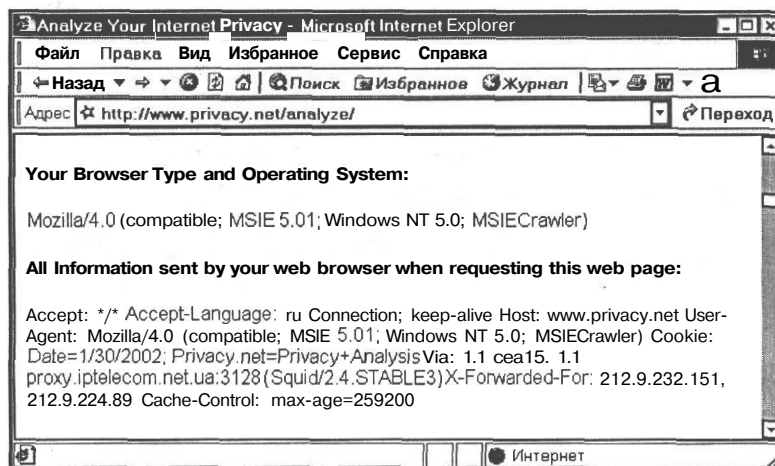 Analyze Your Internet Privacy - Microsoft Internet Explorer
Файл Правка Вид Избранное Сервис Справка
Назад Поиск Избранное Журнал a
Адрес http://www.privacy.net/analyze/ Переход
Your Browser Type and Operating System:
Mozilla/4.0 (compatible; MSIE 5.01; Windows NT 5.0; MSIECrawler)
All Information sent by your web browser when requesting this web page:
Accept: */* Accept-Language: ru Connection; keep-alive Host: www.privacy.net User-
Agent: Mozilla/4.0 (compatible; MSIE 5.01; Windows NT 5.0; MSIECrawler) Cookie:
Date=1/30/2002; Privacy.net=Privacy+Analysis Via: 1.1 cea15. 1.1
proxy.iptelecom.net.ua:3128 (Squid/2.4.STABLE3) X-Forwarded-For: 212.9.232.151,
212.9.224.89 Cache-Control: max-age=259200
Интернет